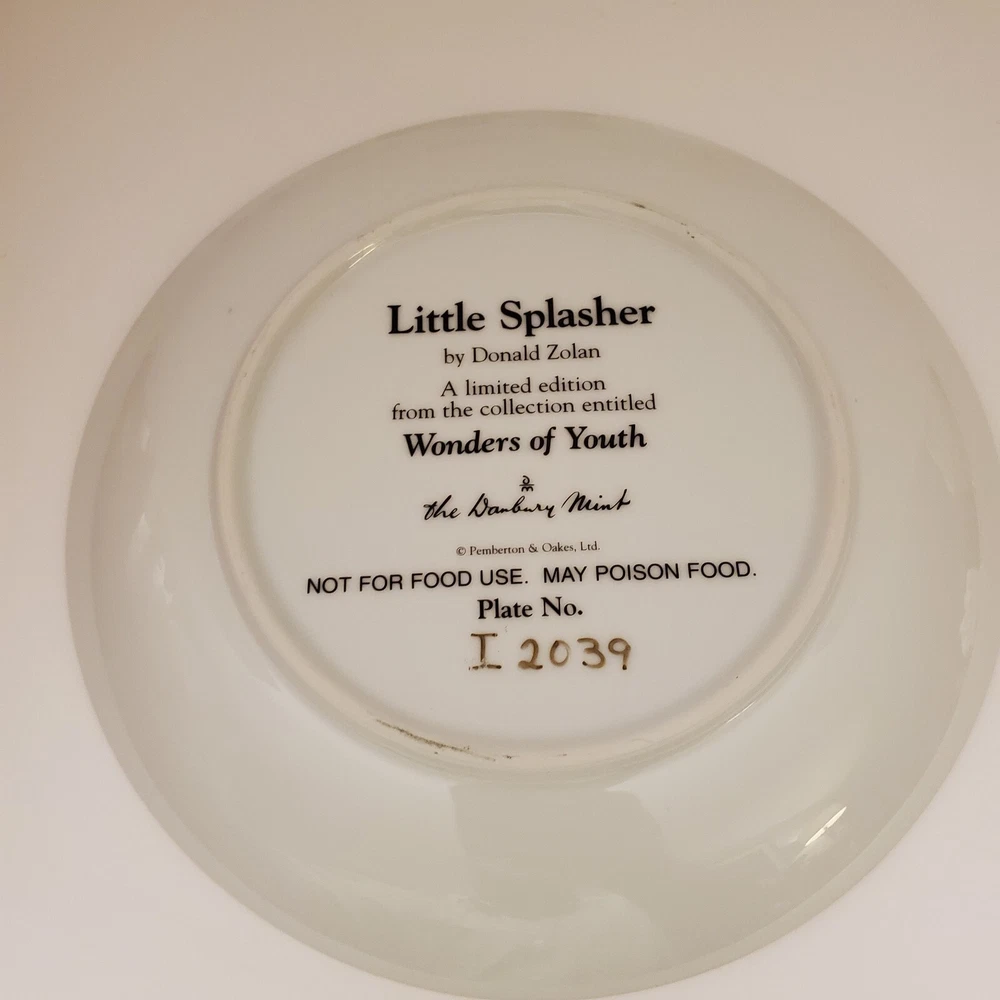 Little Splasher
by Donald Zolan
A limited edition
from the collection entitled
Wonders of Youth
DM
the Danbury Mint
© Pemberton & Oakes, Ltd.
NOT FOR FOOD USE. MAY POISON FOOD.
Plate No.
I 2039